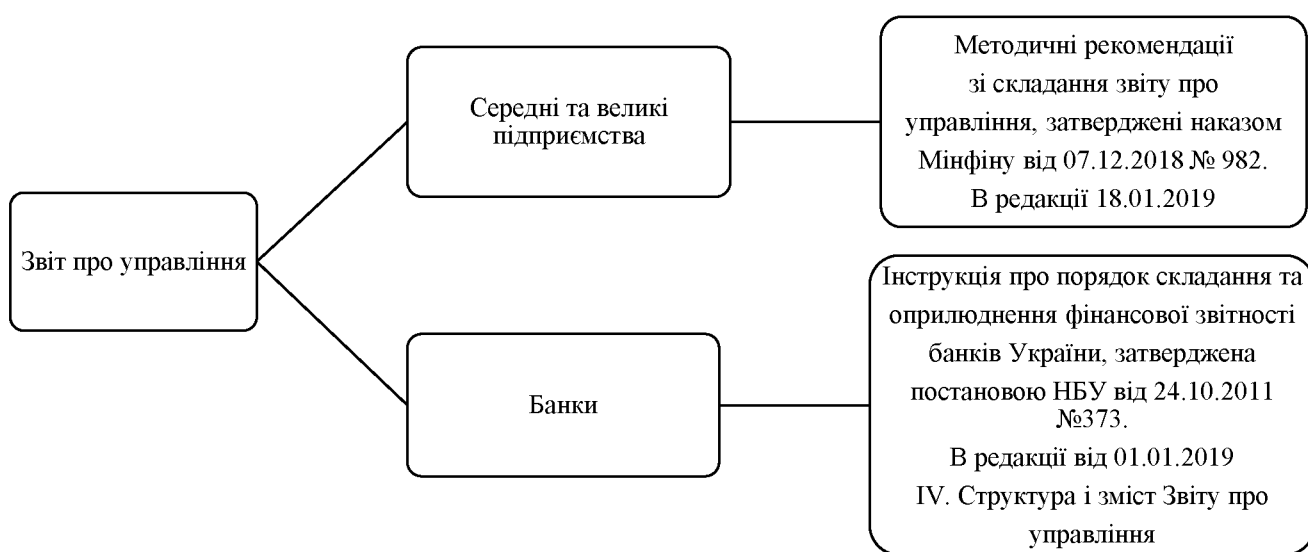 Звіт про управління
Середні та великі
підприємства
Методичні рекомендації
зі складання звіту про
управління, затверджені наказом
Мінфіну від 07.12.2018 № 982.
В редакції 18.01.2019
Банки
Інструкція про порядок складання та
оприлюднення фінансової звітності
банків України, затверджена
постановою НБУ від 24.10.2011
№373.
В редакції від 01.01.2019
IV. Структура і зміст Звіту про
управління